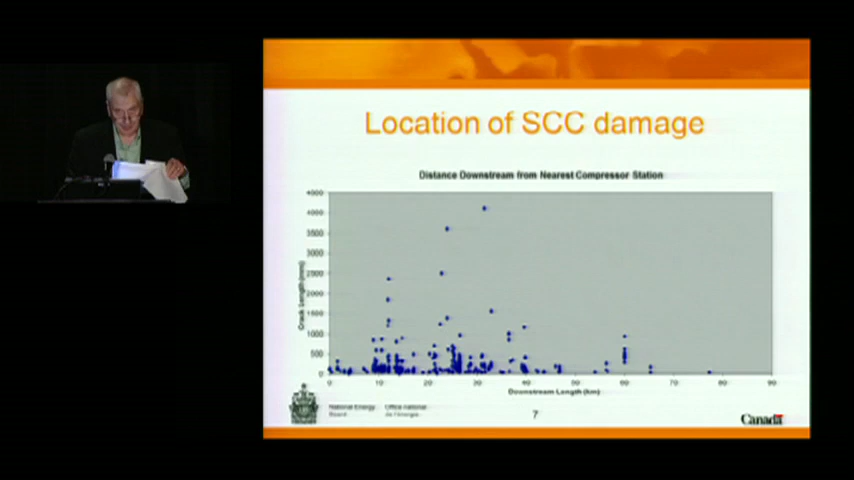 Location of SCC damage
Distance Downstream from Nearest Compressor Station
4500
4000
3500
3000
2500
2000
1500
1000
500
0
Crack Length (mm)
0 10 20 30 40 50 60 70 80 90
Downstream Length (km)
National Energy Office national
Board de l'énergie
7
Canada